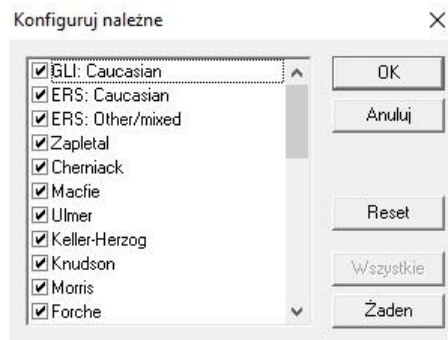 Konfiguruj należne
GLI: Caucasian
ERS: Caucasian
ERS: Other/mixed
Zapletal
Cherniack
Macfie
Ulmer
Keller-Herzog
Knudson
Morris
Forche
OK
Anuluj
Reset
Wszystkie
Żaden